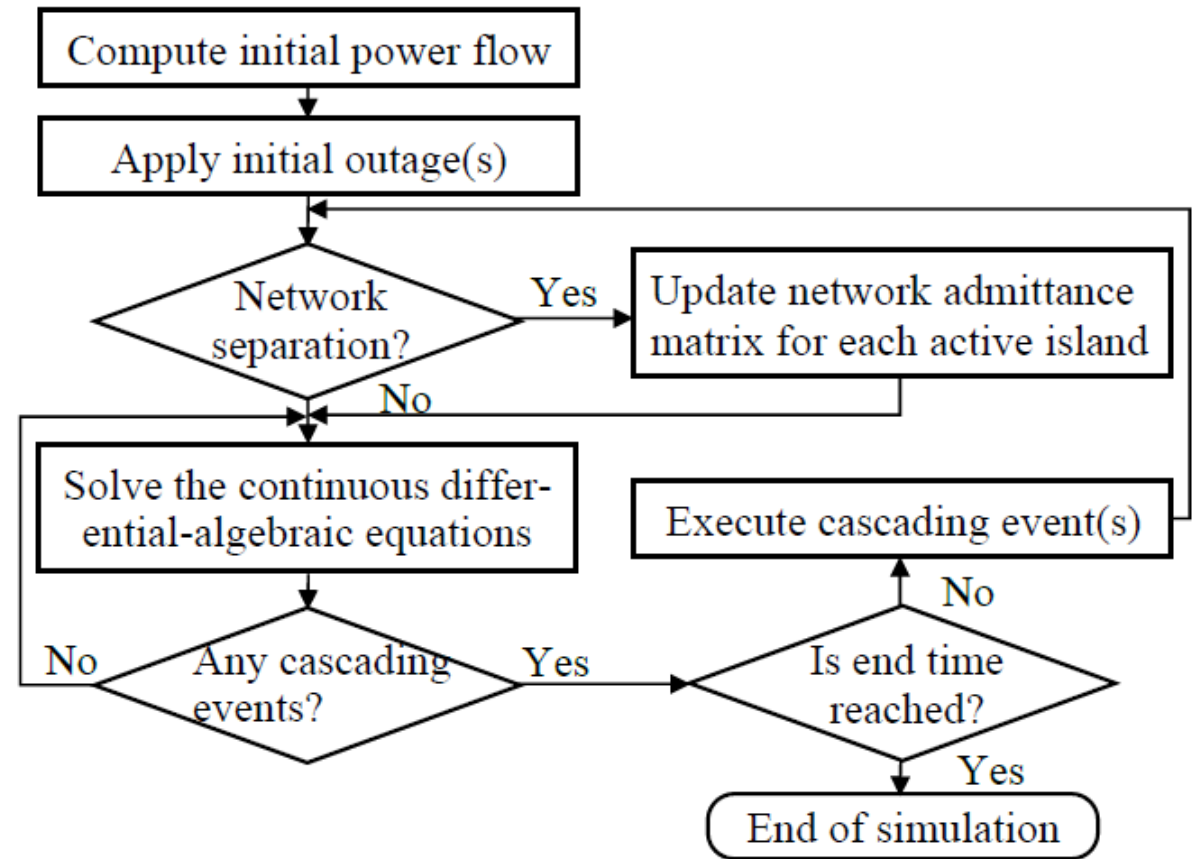 Compute initial power flow
Apply initial outage(s)
Network
separation?
Yes
Update network admittance
matrix for each active island
No
Solve the continuous differ-
ential-algebraic equations
Execute cascading event(s)
No
No
Any cascading
events?
Yes
Is end time
reached?
Yes
End of simulation